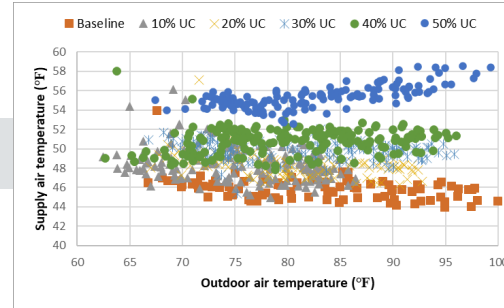 Baseline 10% UC 20% UC 30% UC 40% UC 50% UC
60
58
56
54
52
50
48
46
44
42
40
Supply air temperature (°F)
60 65 70 75 80 85 90 95 100
Outdoor air temperature (°F)